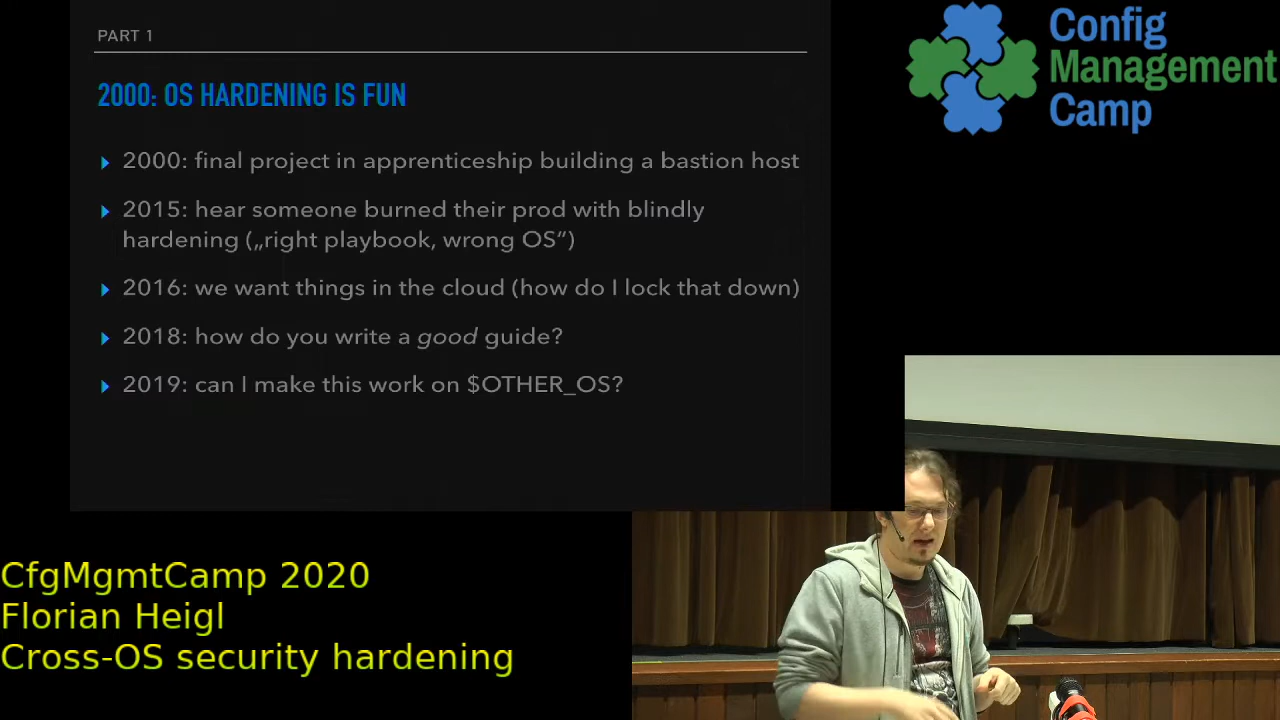 PART 1
2000: OS HARDENING IS FUN
2000: final project in apprenticeship building a bastion host
2015: hear someone burned their prod with blindly
hardening („right playbook, wrong OS“)
2016: we want things in the cloud (how do I lock that down)
2018: how do you write a good guide?
2019: can I make this work on $OTHER_OS?
Config
Management
Camp
CfgMgmtCamp 2020
Florian Heigl
Cross-OS security hardening